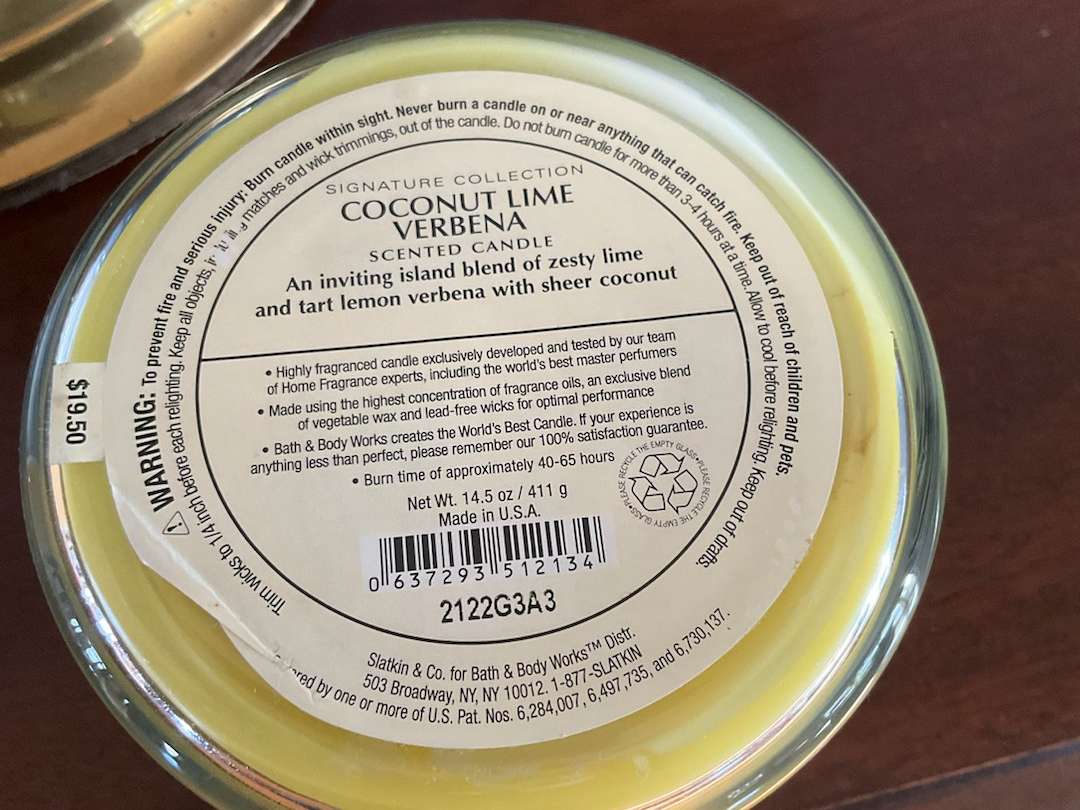 WARNING: To prevent fire and serious injury: Burn candle within sight. Never burn a candle on or near anything that can catch fire. Keep out of reach of children and pets.
Trim wicks to 1/4 inch before each relighting. Keep all objects, matches and wick trimmings, out of the candle. Do not burn candle for more than 3-4 hours at a time. Allow to cool before relighting. Keep out of drafts.
SIGNATURE COLLECTION
COCONUT LIME
VERBENA
SCENTED CANDLE
An inviting island blend of zesty lime
and tart lemon verbena with sheer coconut
• Highly fragranced candle exclusively developed and tested by our team
of Home Fragrance experts, including the world's best master perfumers
• Made using the highest concentration of fragrance oils, an exclusive blend
of vegetable wax and lead-free wicks for optimal performance
• Bath & Body Works creates the World's Best Candle. If your experience is
anything less than perfect, please remember our 100% satisfaction guarantee.
• Burn time of approximately 40-65 hours
Net Wt. 14.5 oz / 411 g
Made in U.S.A.
PLEASE RECYCLE THE EMPTY GLASS•PLEASE RECYCLE THE EMPTY GLASS•
0 637293 512134
2122G3A3
Slatkin & Co. for Bath & Body Works™ Distr.
503 Broadway, NY, NY 10012. 1-877-SLATKIN
by one or more of U.S. Pat. Nos. 6,284,007, 6,497,735, and 6,730,137.
$19.50